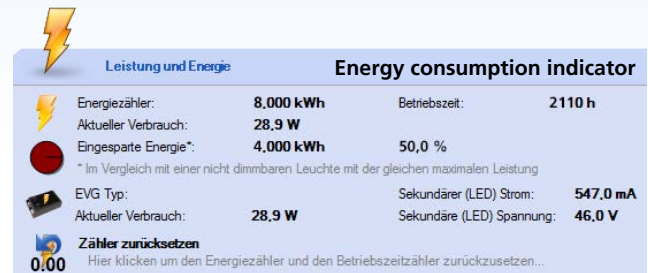 Leistung und Energie Energy consumption indicator
Energiezähler: 8,000 kWh Betriebszeit: 2110 h
Aktueller Verbrauch: 28,9 W
Eingesparte Energie*: 4,000 kWh 50,0 %
* Im Vergleich mit einer nicht dimmbaren Leuchte mit der gleichen maximalen Leistung
EVG Typ: Sekundärer (LED) Strom: 547,0 mA
Aktueller Verbrauch: 28,9 W Sekundäre (LED) Spannung: 46,0 V
Zähler zurücksetzen
0.00 Hier klicken um den Energiezähler und den Betriebszeitzähler zurückzusetzen...